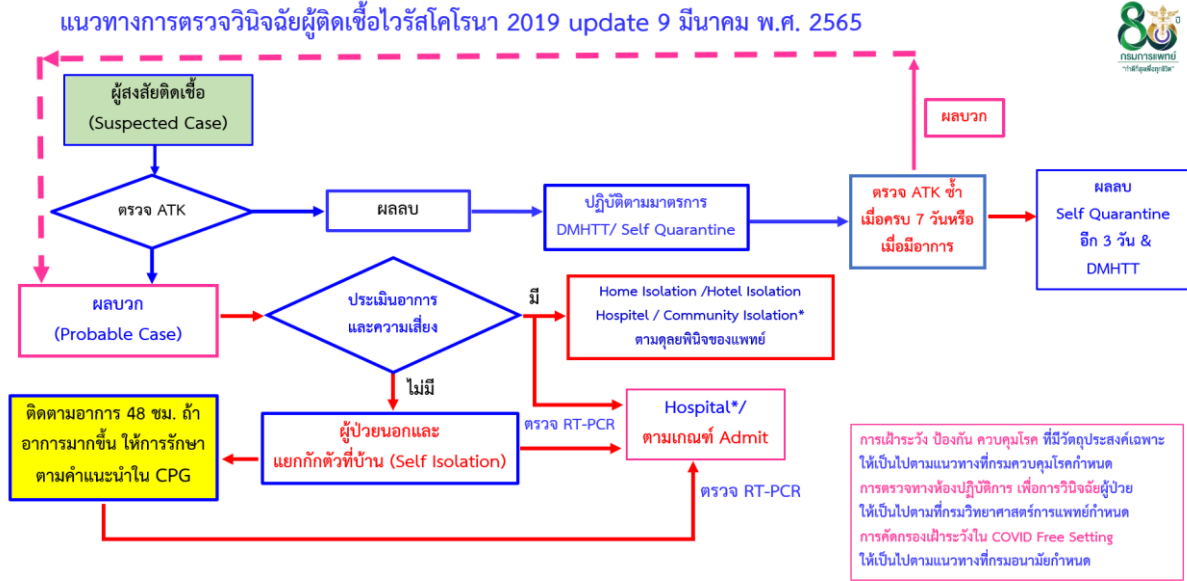 แนวทางการตรวจวินิจฉัยผู้ติดเชื้อไวรัสโคโรนา 2019 update 9 มีนาคม พ.ศ. 2565
80 ปี
กรมการแพทย์
"ทำดีที่สุดเพื่อทุกชีวิต"
ผู้สงสัยติดเชื้อ
(Suspected Case)
ผลบวก
ตรวจ ATK
ผลลบ
ปฏิบัติตามมาตรการ
DMHTT/ Self Quarantine
ตรวจ ATK ซ้ำ
เมื่อครบ 7 วันหรือ
เมื่อมีอาการ
ผลลบ
Self Quarantine
อีก 3 วัน &
DMHTT
ผลบวก
(Probable Case)
ประเมินอาการ
และความเสี่ยง
มี
Home Isolation /Hotel Isolation
Hospitel / Community Isolation*
ตามดุลยพินิจของแพทย์
ไม่มี
ติดตามอาการ 48 ชม. ถ้า
อาการมากขึ้น ให้การรักษา
ตามคำแนะนำใน CPG
ผู้ป่วยนอกและ
แยกกักตัวที่บ้าน (Self Isolation)
ตรวจ RT-PCR
Hospital*/
ตามเกณฑ์ Admit
ตรวจ RT-PCR
การเฝ้าระวัง ป้องกัน ควบคุมโรค ที่มีวัตถุประสงค์เฉพาะ
ให้เป็นไปตามแนวทางที่กรมควบคุมโรคกำหนด
การตรวจทางห้องปฏิบัติการ เพื่อการวินิจฉัยผู้ป่วย
ให้เป็นไปตามที่กรมวิทยาศาสตร์การแพทย์กำหนด
การคัดกรองเฝ้าระวังใน COVID Free Setting
ให้เป็นไปตามแนวทางที่กรมอนามัยกำหนด